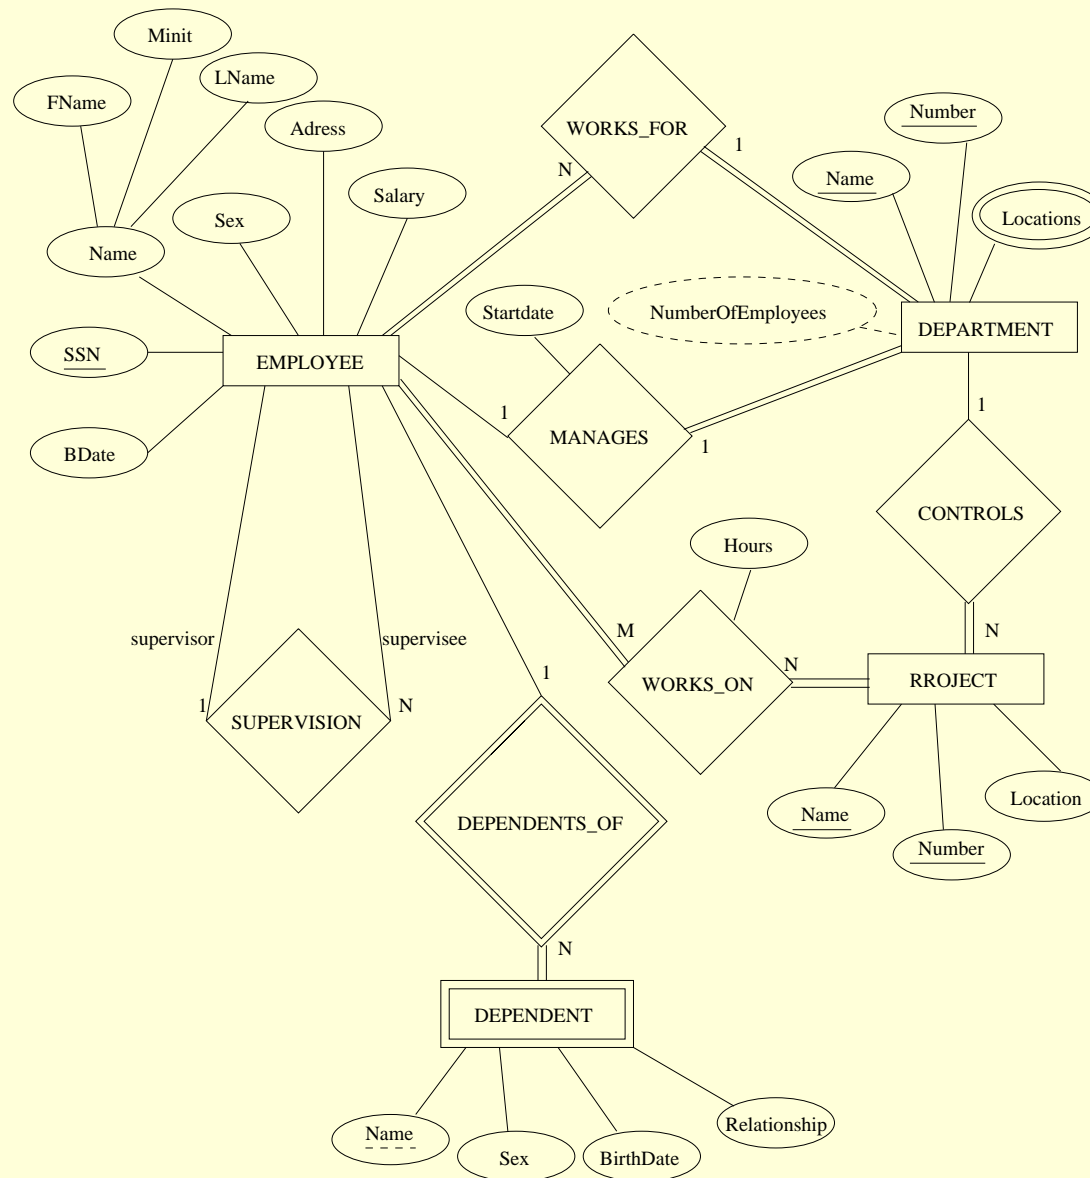 Minit
LName
FName
Adress
WORKS_FOR
Number
1
N
Name
Salary
Sex
Locations
Name
Startdate
NumberOfEmployees
DEPARTMENT
SSN
EMPLOYEE
1
1
MANAGES
1
BDate
CONTROLS
Hours
supervisor
supervisee
M
N
1
N
RROJECT
WORKS_ON
1
N
SUPERVISION
Location
Name
DEPENDENTS_OF
Number
N
DEPENDENT
Relationship
Name
Sex
BirthDate